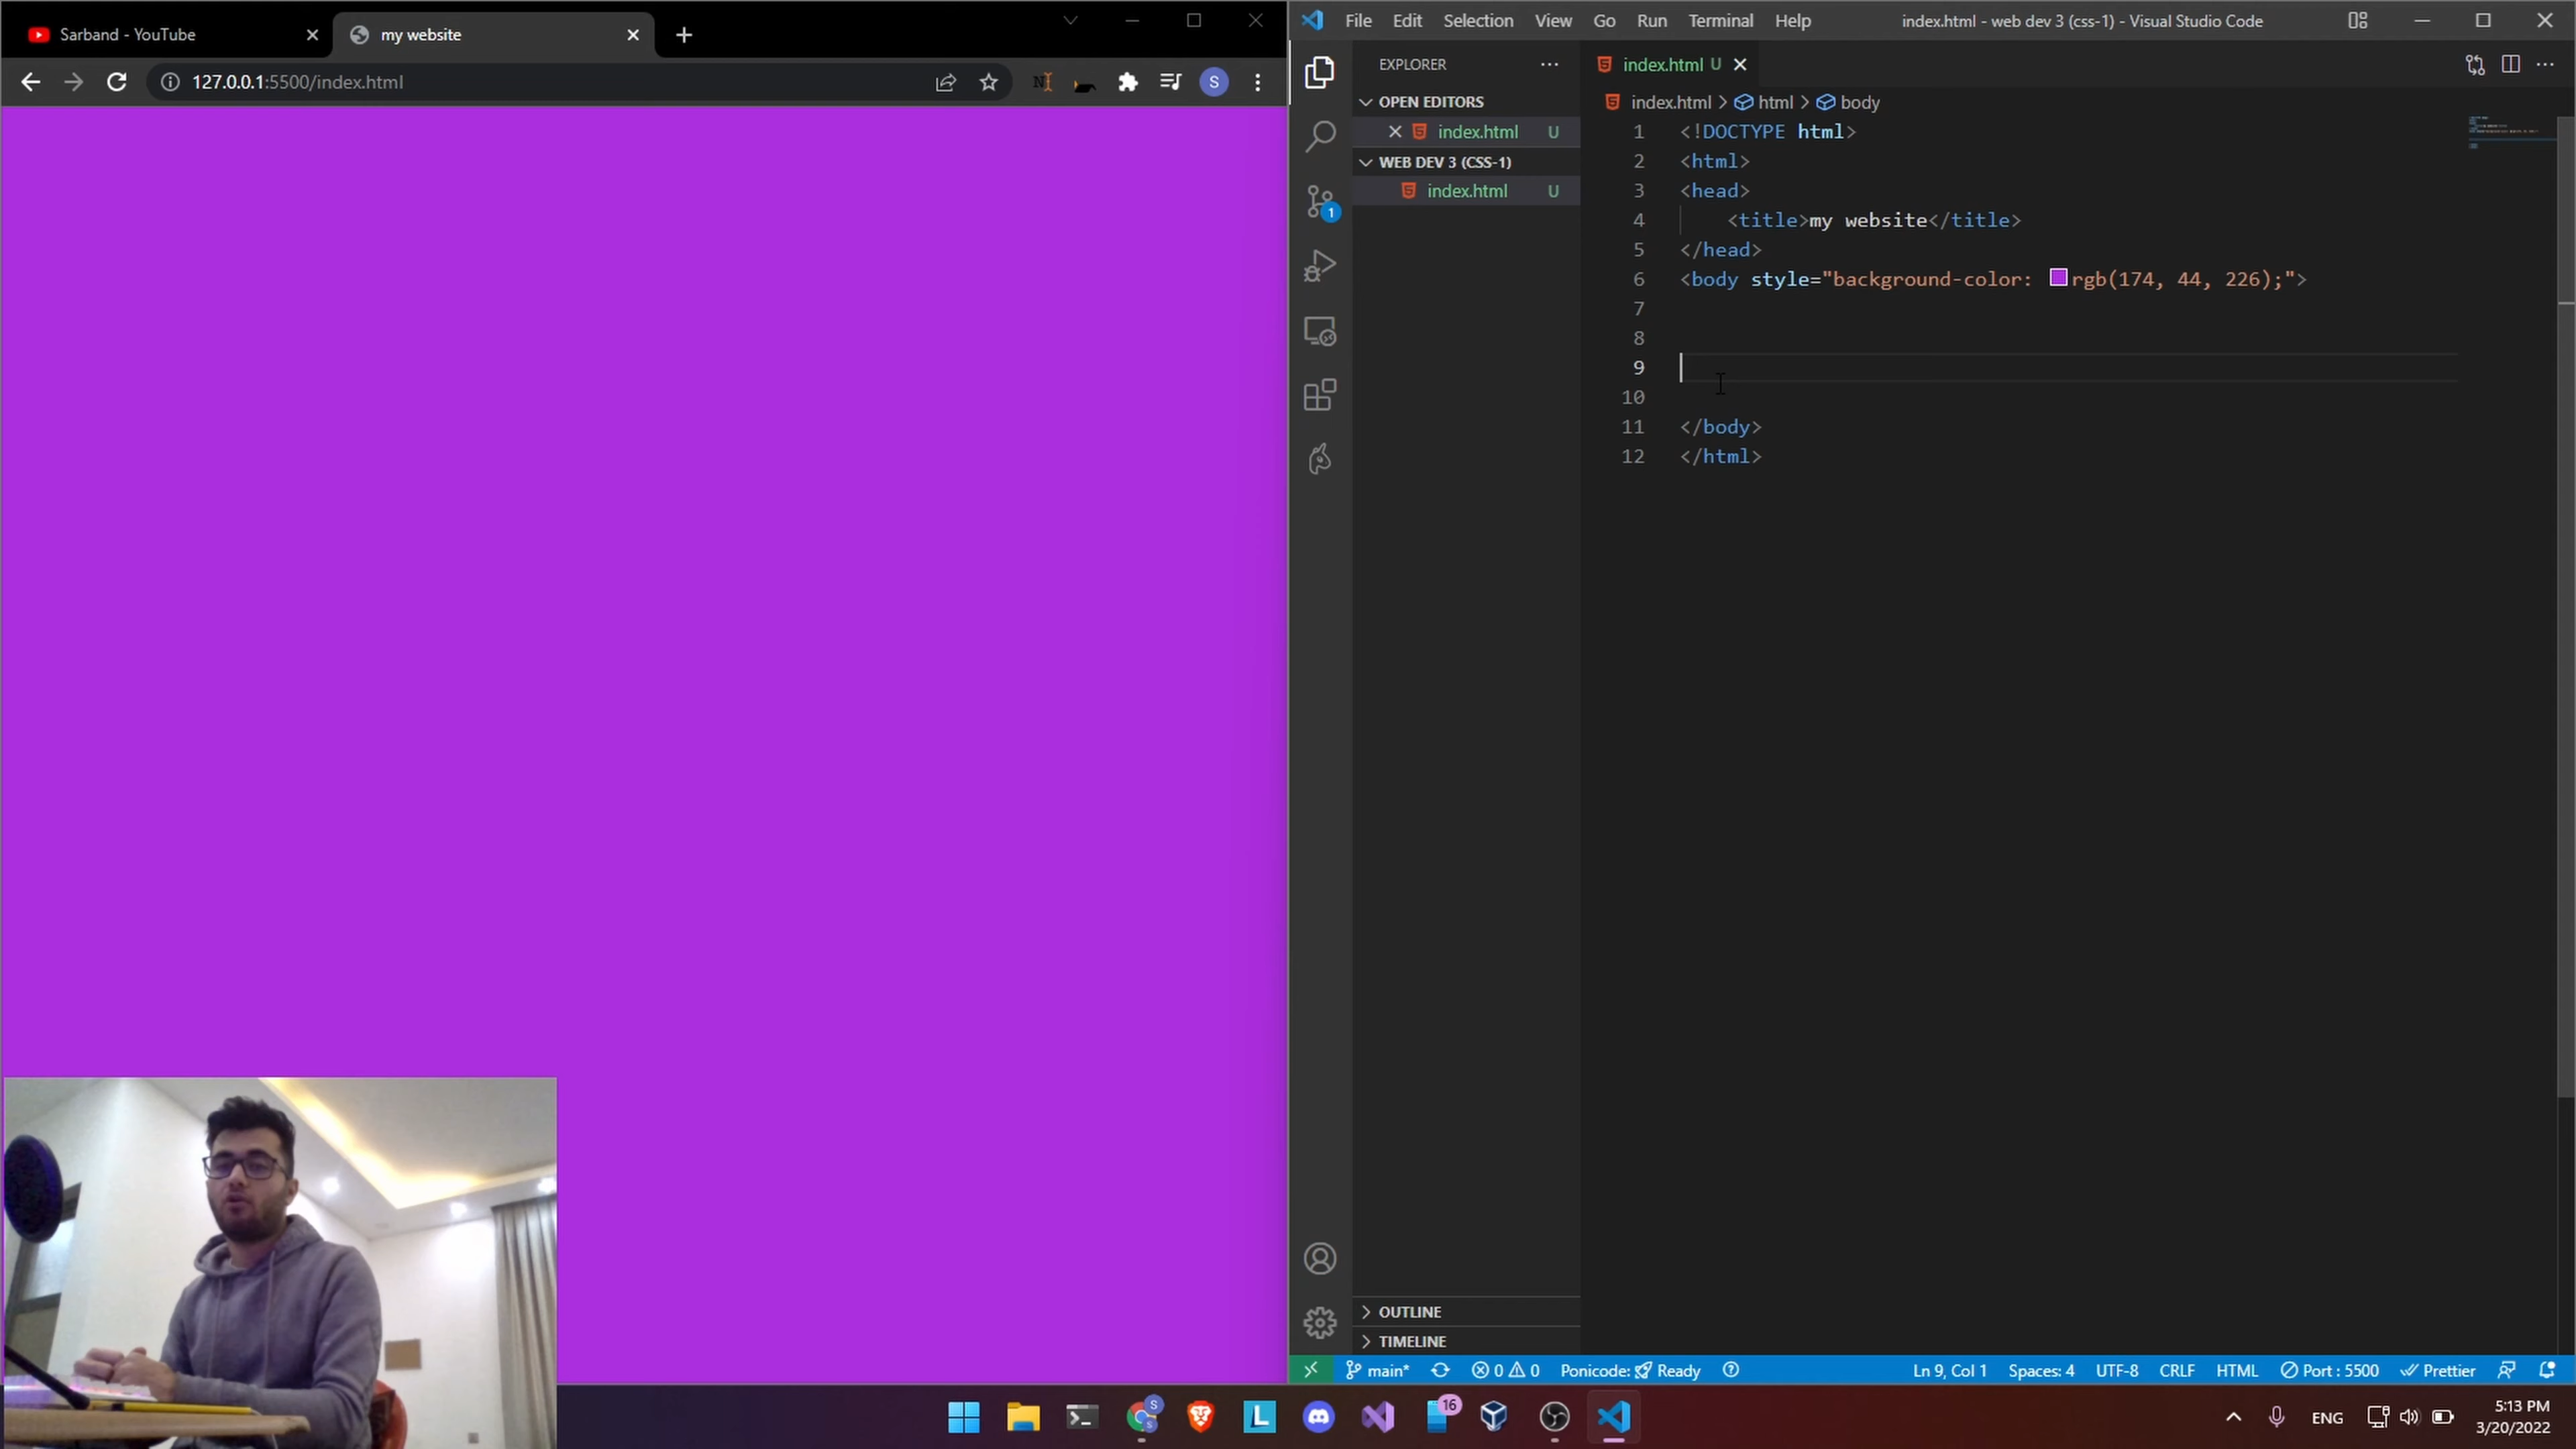 Sarband - YouTube
my website
127.0.0.1:5500/index.html
S
File Edit Selection View Go Run Terminal Help
index.html - web dev 3 (css-1) - Visual Studio Code
EXPLORER
index.html U
OPEN EDITORS
index.html > html > body
index.html U
WEB DEV 3 (CSS-1)
index.html U
1
1 <!DOCTYPE html>
2 <html>
3 <head>
4 <title>my website</title>
5 </head>
6 <body style="background-color: rgb(174, 44, 226);">
7
8
9
10
11 </body>
12 </html>
OUTLINE
TIMELINE
main* 0 0 Ponicode: Ready
Ln 9, Col 1 Spaces: 4 UTF-8 CRLF HTML Port : 5500 Prettier
S
S
L
16
ENG
5:13 PM
3/20/2022